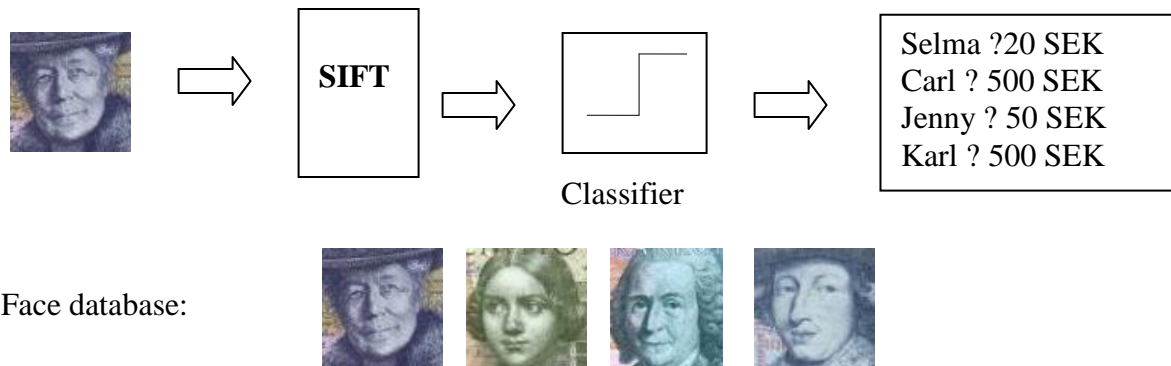 SIFT
Selma ?20 SEK
Carl ? 500 SEK
Jenny ? 50 SEK
Karl ? 500 SEK
Classifier
Face database: